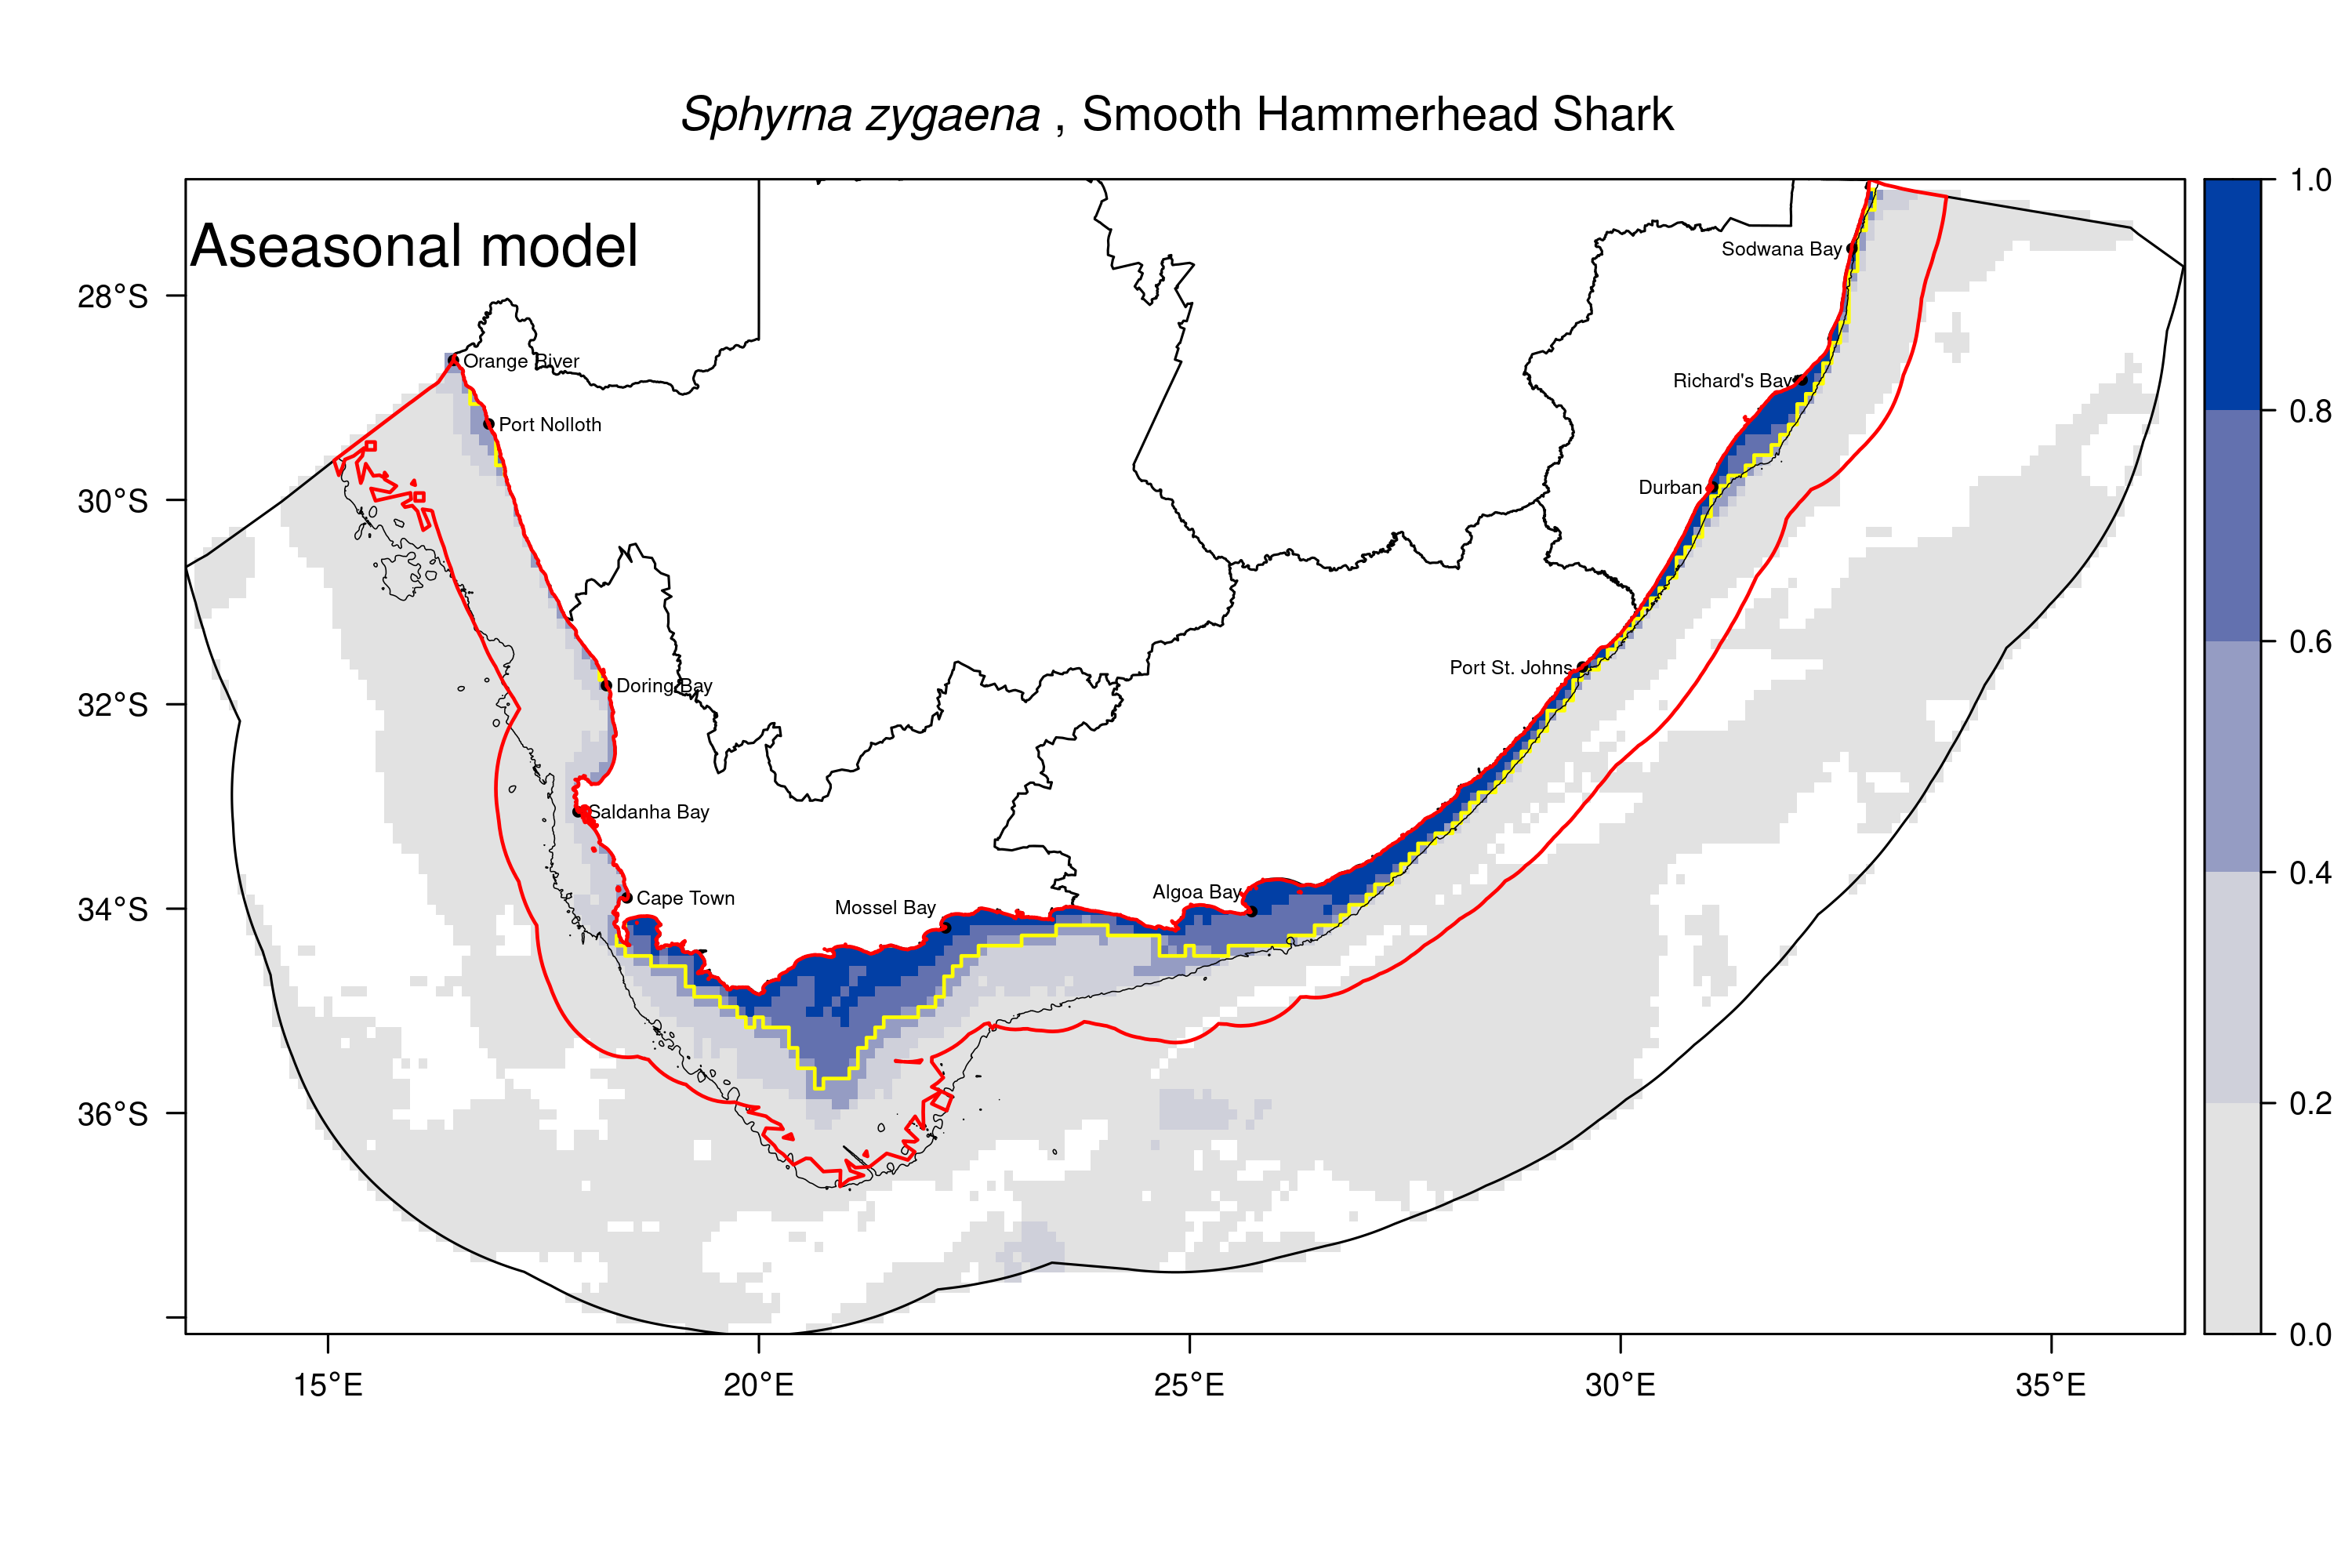 Sphyrna zygaena , Smooth Hammerhead Shark
Aseasonal model
1.0
0.8
0.6
0.4
0.2
0.0
28°S
30°S
32°S
34°S
36°S
15°E
20°E
25°E
30°E
35°E
Sodwana Bay
Orange River
Richard's Bay
Port Nolloth
Durban
Port St. Johns
Doring Bay
Saldanha Bay
Cape Town
Mossel Bay
Algoa Bay